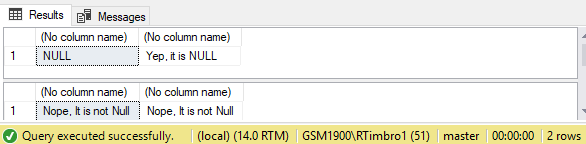 Results Messages
(No column name) (No column name)
1 NULL Yep, it is NULL
(No column name) (No column name)
1 Nope, It is not Null Nope, It is not Null
Query executed successfully. (local) (14.0 RTM) GSM1900\RTimbro1 (51) master 00:00:00 2 rows